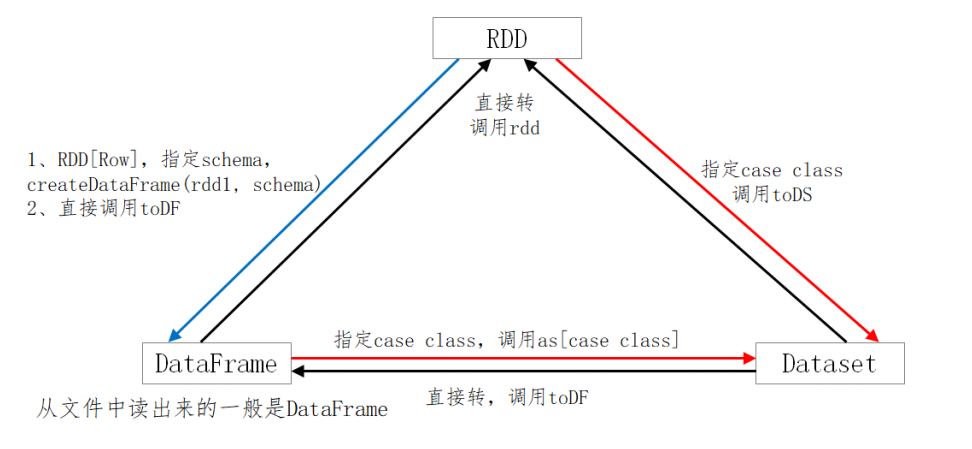 RDD
直接转
调用rdd
1、RDD[Row]，指定schema，
createDataFrame(rdd1, schema)
2、直接调用toDF
指定case class
调用toDS
指定case class，调用as[case class]
DataFrame
Dataset
直接转，调用toDF
从文件中读出来的一般是DataFrame